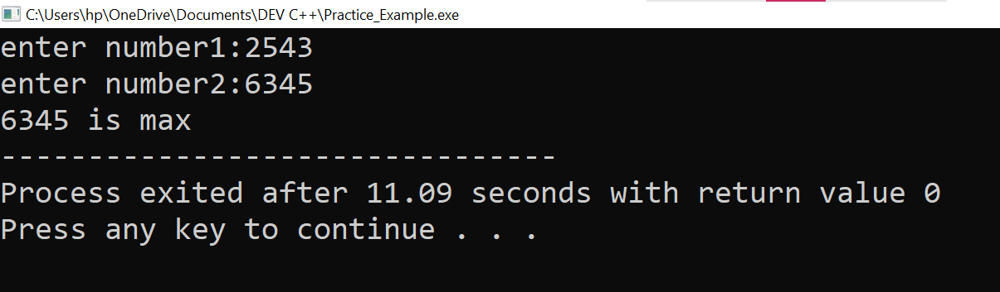 C:\Users\hp\OneDrive\Documents\DEV C++\Practice_Example.exe
enter number1:2543
enter number2:6345
6345 is max
--------------------------------
Process exited after 11.09 seconds with return value 0
Press any key to continue . . .